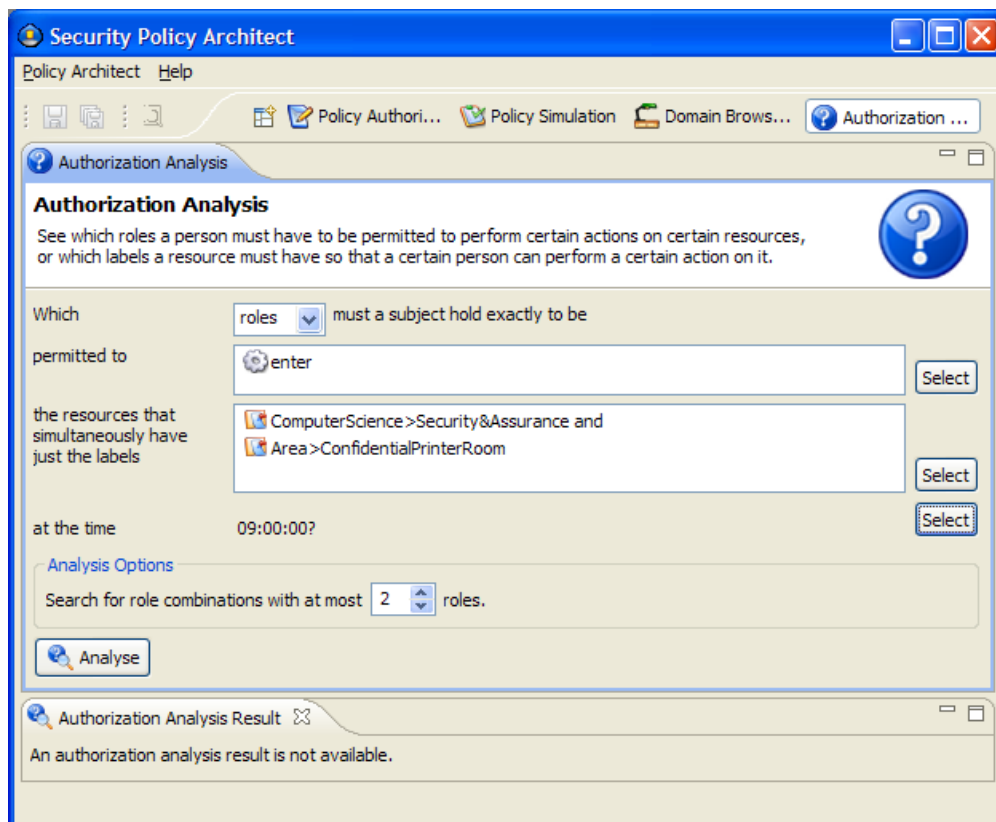 Security Policy Architect
Policy Architect Help
Policy Authori... Policy Simulation Domain Brows... Authorization ...
Authorization Analysis
Authorization Analysis
See which roles a person must have to be permitted to perform certain actions on certain resources,
or which labels a resource must have so that a certain person can perform a certain action on it.
Which roles must a subject hold exactly to be
permitted to enter
Select
the resources that
simultaneously have
just the labels
ComputerScience>Security&Assurance and
Area>ConfidentialPrinterRoom
Select
at the time 09:00:00? Select
Analysis Options
Search for role combinations with at most 2 roles.
Analyse
Authorization Analysis Result
An authorization analysis result is not available.